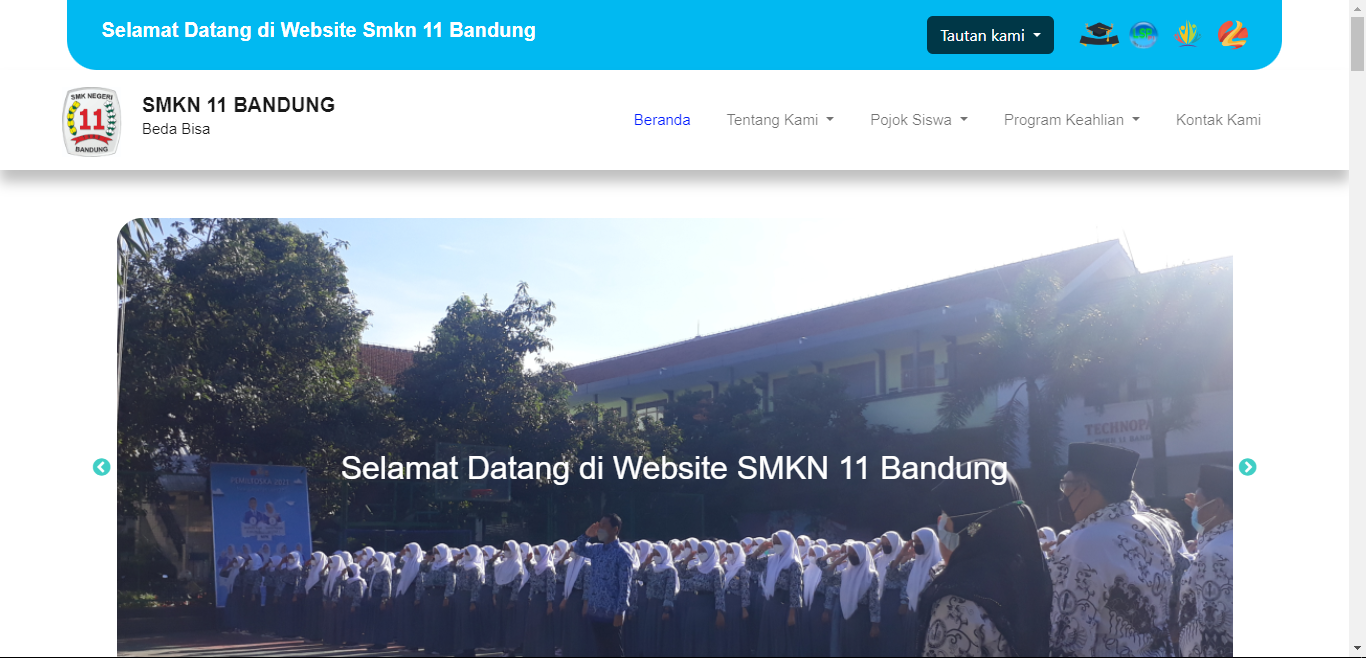 Selamat Datang di Website Smkn 11 Bandung
Tautan kami
SMK NEGERI
11
BANDUNG
SMKN 11 BANDUNG
Beda Bisa
Beranda
Tentang Kami
Pojok Siswa
Program Keahlian
Kontak Kami
Selamat Datang di Website SMKN 11 Bandung